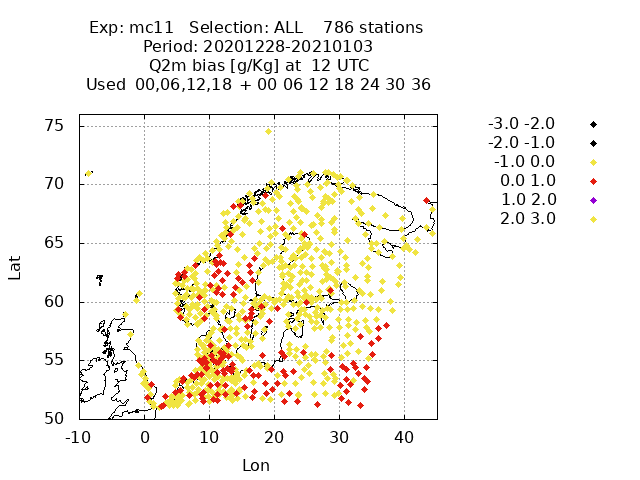 Exp: mc11 Selection: ALL 786 stations
Period: 20201228-20210103
Q2m bias [g/Kg] at 12 UTC
Used 00,06,12,18 + 00 06 12 18 24 30 36
75
70
65
60
55
50
-10 0 10 20 30 40
Lat
Lon
-3.0 -2.0
-2.0 -1.0
-1.0 0.0
0.0 1.0
1.0 2.0
2.0 3.0